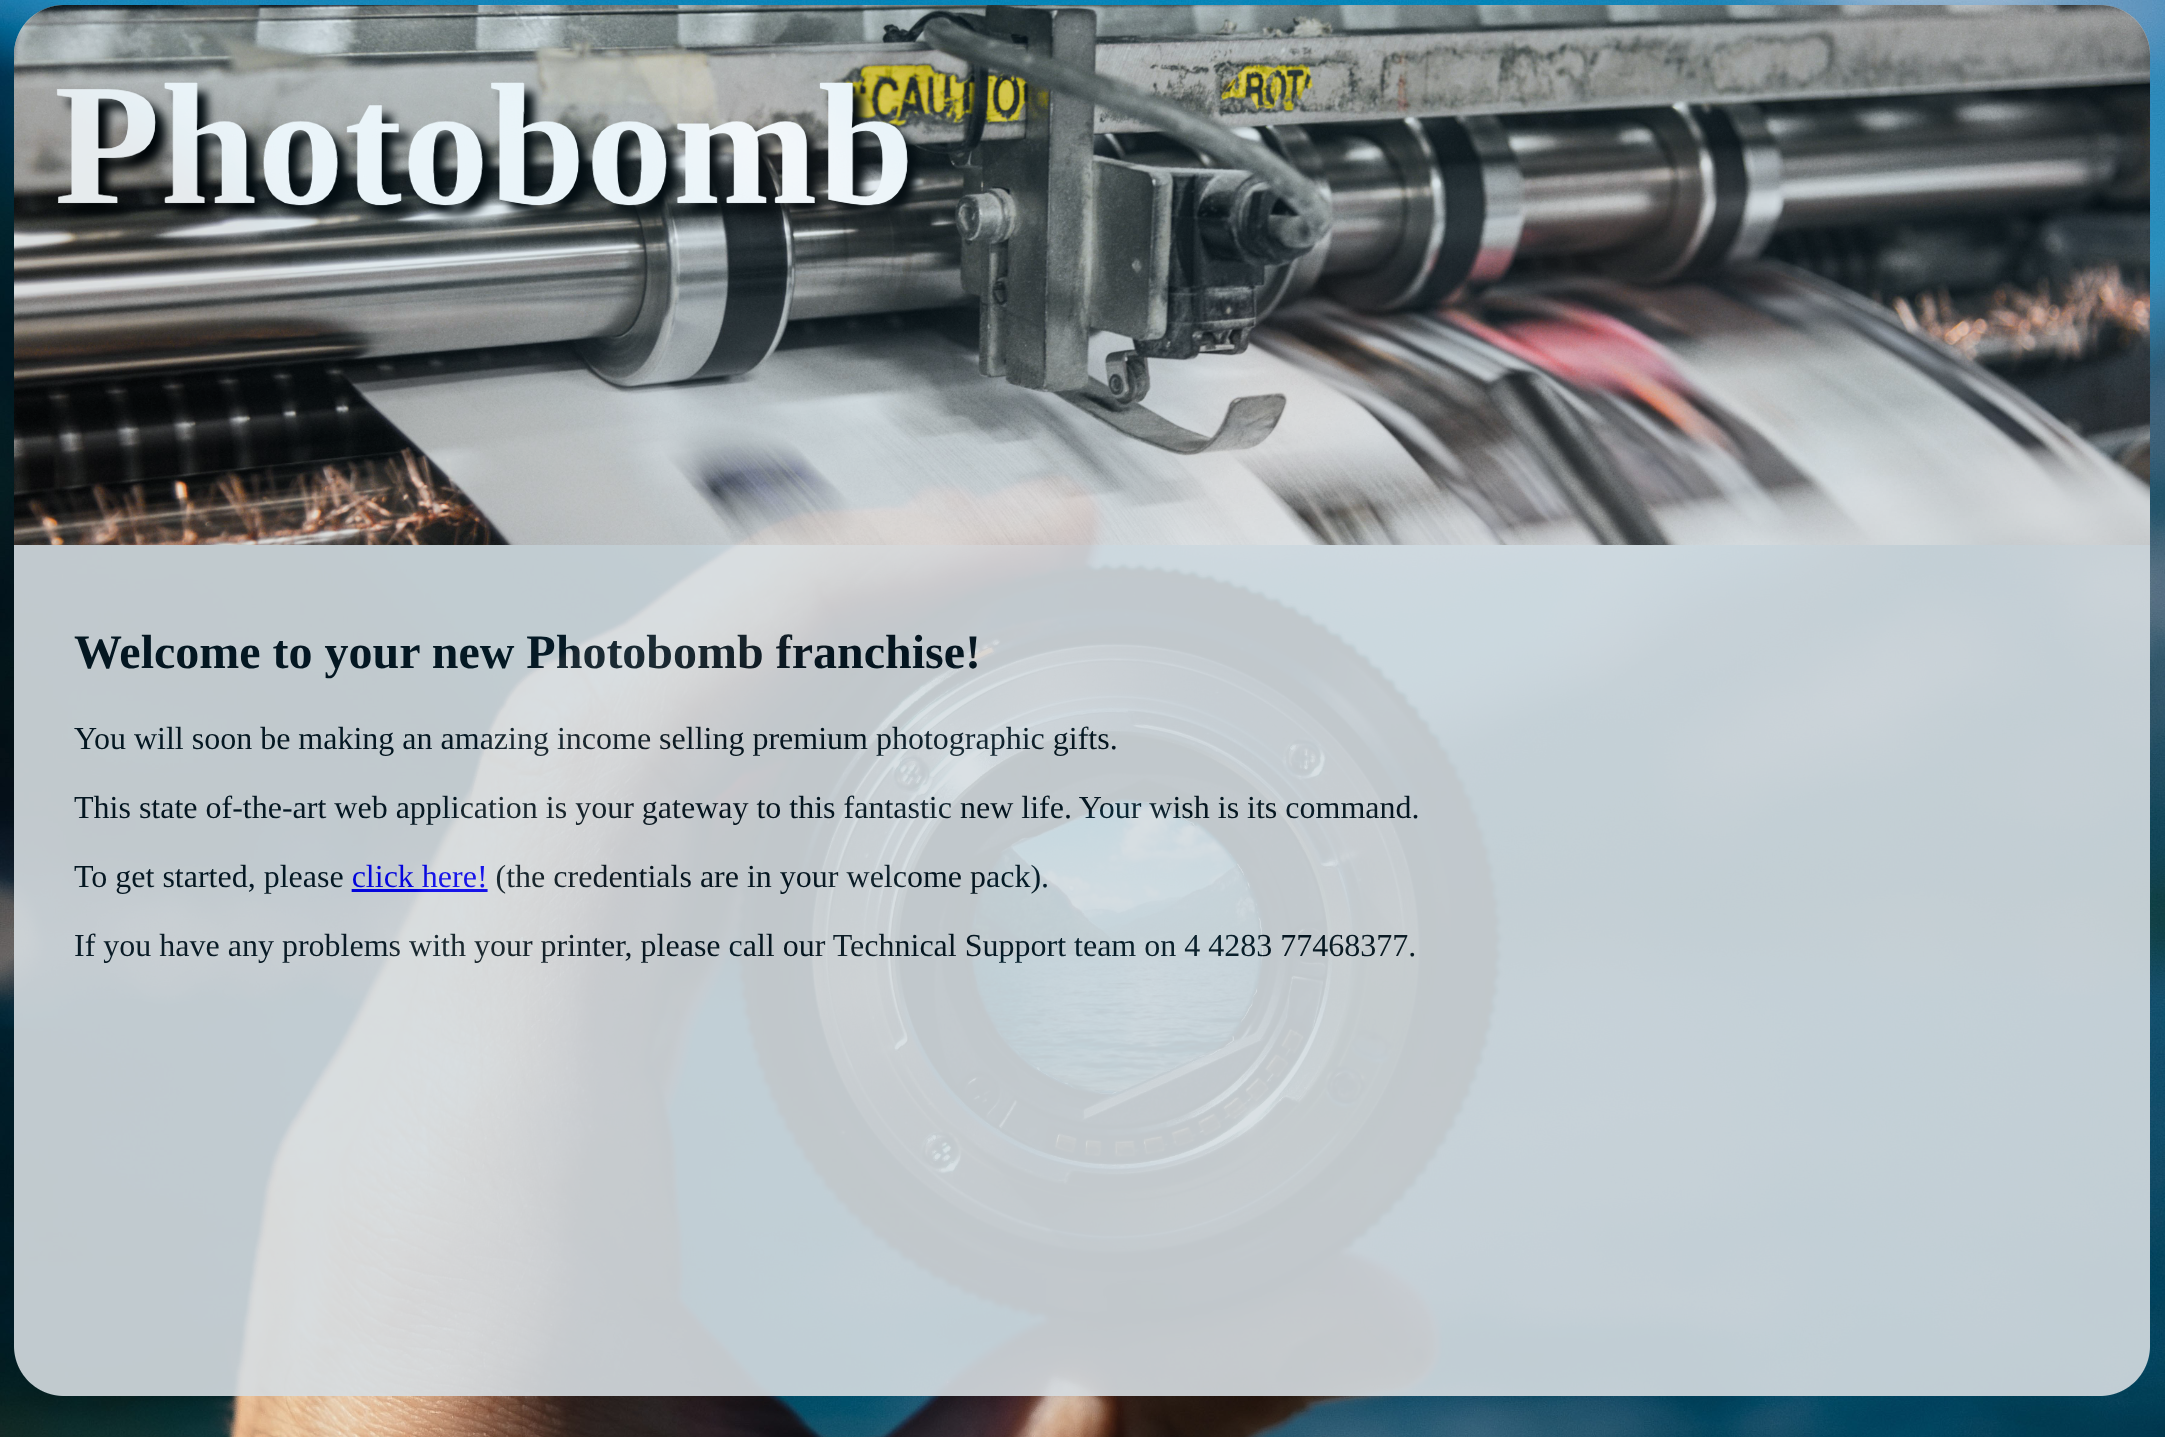 Photobomb
CAUTIO
ROT
Welcome to your new Photobomb franchise!
You will soon be making an amazing income selling premium photographic gifts.
This state of-the-art web application is your gateway to this fantastic new life. Your wish is its command.
To get started, please click here! (the credentials are in your welcome pack).
If you have any problems with your printer, please call our Technical Support team on 4 4283 77468377.